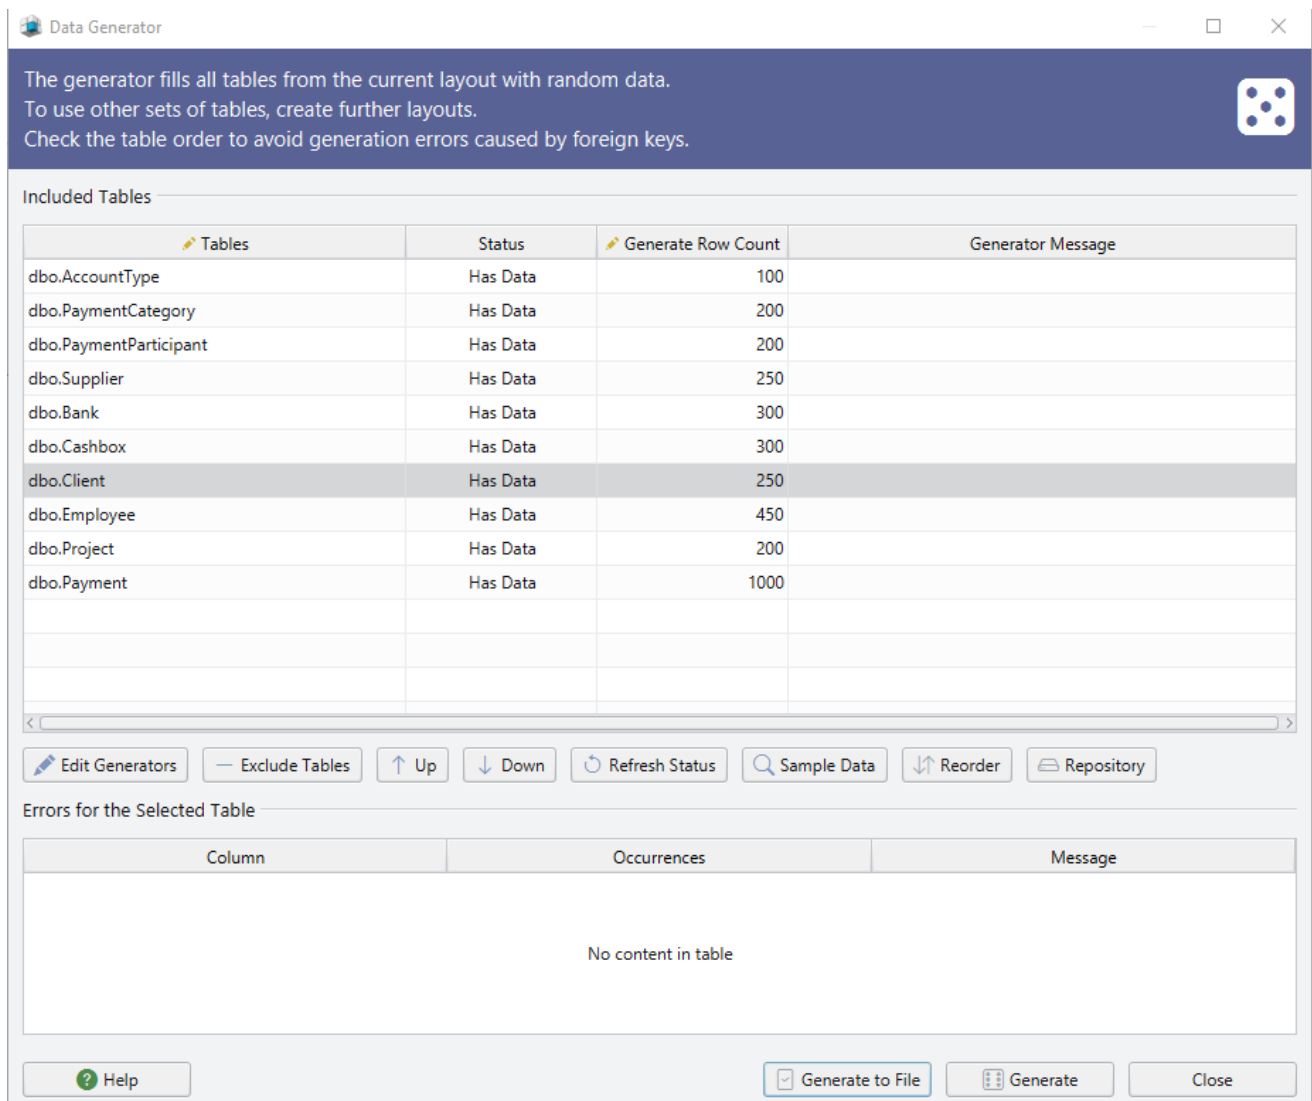 Data Generator
The generator fills all tables from the current layout with random data.
To use other sets of tables, create further layouts.
Check the table order to avoid generation errors caused by foreign keys.
Included Tables
Tables Status Generate Row Count Generator Message
dbo.AccountType Has Data 100
dbo.PaymentCategory Has Data 200
dbo.PaymentParticipant Has Data 200
dbo.Supplier Has Data 250
dbo.Bank Has Data 300
dbo.Cashbox Has Data 300
dbo.Client Has Data 250
dbo.Employee Has Data 450
dbo.Project Has Data 200
dbo.Payment Has Data 1000
Edit Generators Exclude Tables Up Down Refresh Status Sample Data Reorder Repository
Errors for the Selected Table
Column Occurrences Message
No content in table
Help Generate to File Generate Close